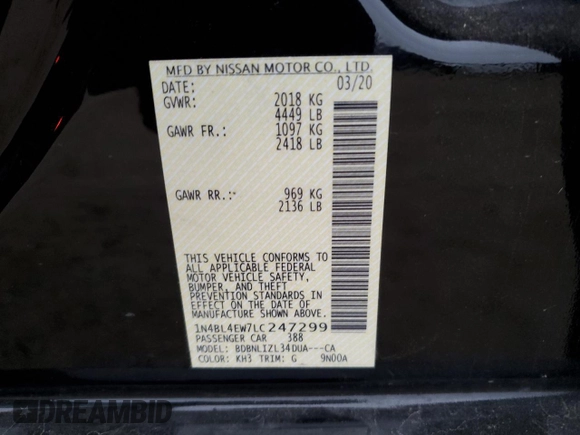 MFD BY NISSAN MOTOR CO., LTD.
DATE: 03/20
GVWR: 2018 KG
4449 LB
GAWR FR.: 1097 KG
2418 LB
GAWR RR.: 969 KG
2136 LB
THIS VEHICLE CONFORMS TO
ALL APPLICABLE FEDERAL
MOTOR VEHICLE SAFETY,
BUMPER, AND THEFT
PREVENTION STANDARDS IN
EFFECT ON THE DATE OF
MANUFACTURE SHOWN ABOVE.
1N4BL4EW7LC247299
PASSENGER CAR 388
MODEL: BDBNLIZL34DUA---CA
COLOR: KH3 TRIM: G 9N00A
DREAMBID